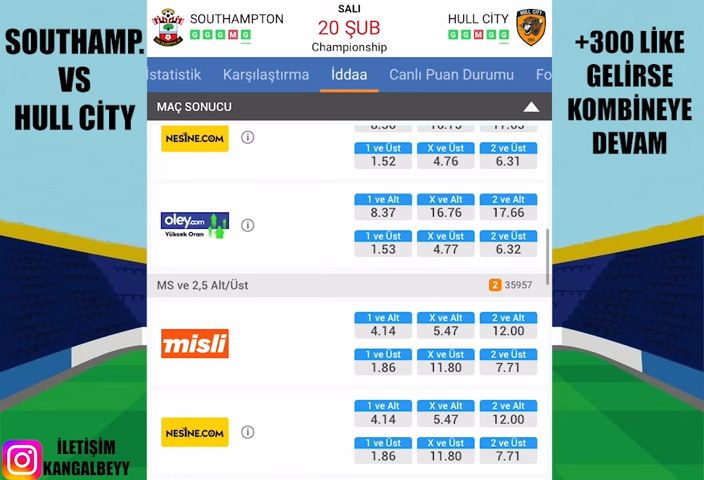 SOUTHAMP.
VS
HULL CİTY
SOUTHAMPTON
G G G M G
SALI
20 ŞUB
Championship
HULL CITY
G G M G G
+300 LİKE
GELİRSE
KOMBİNEYE
DEVAM
İstatistik Karşılaştırma İddaa Canlı Puan Durumu Fo
MAÇ SONUCU
NESİNE.COM
1 ve Üst X ve Üst 2 ve Üst
1.52 4.76 6.31
oley.com
Yüksek Oran
1 ve Alt X ve Alt 2 ve Alt
8.37 16.76 17.66
1 ve Üst X ve Üst 2 ve Üst
1.53 4.77 6.32
MS ve 2,5 Alt/Üst 2 35957
misli
1 ve Alt X ve Alt 2 ve Alt
4.14 5.47 12.00
1 ve Üst X ve Üst 2 ve Üst
1.86 11.80 7.71
NESİNE.COM
1 ve Alt X ve Alt 2 ve Alt
4.14 5.47 12.00
1 ve Üst X ve Üst 2 ve Üst
1.86 11.80 7.71
İLETİŞİM
KANGALBEYY